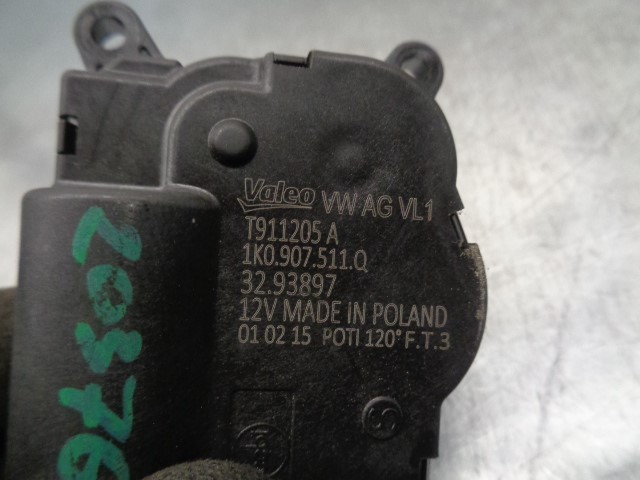 Valeo VW AG VL1
T911205 A
1K0.907.511.Q
32.93897
12V MADE IN POLAND
01 02 15 POTI 120° F.T.3
S
20376